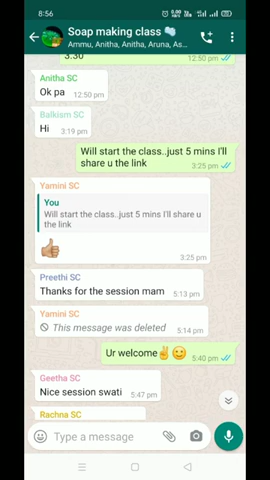 8:56
Soap making class
Ammu, Anitha, Anitha, Aruna, As...
3.30
12:50 pm
Anitha SC
Ok pa
12:50 pm
Balkism SC
Hi
3:19 pm
Will start the class..just 5 mins I'll
share u the link
3:25 pm
Yamini SC
You
Will start the class..just 5 mins I'll share u
the link
3:25 pm
Preethi SC
Thanks for the session mam
5:13 pm
Yamini SC
This message was deleted
5:14 pm
Ur welcome✌😊
5:40 pm
Geetha SC
Nice session swati
5:47 pm
Rachna SC
Type a message